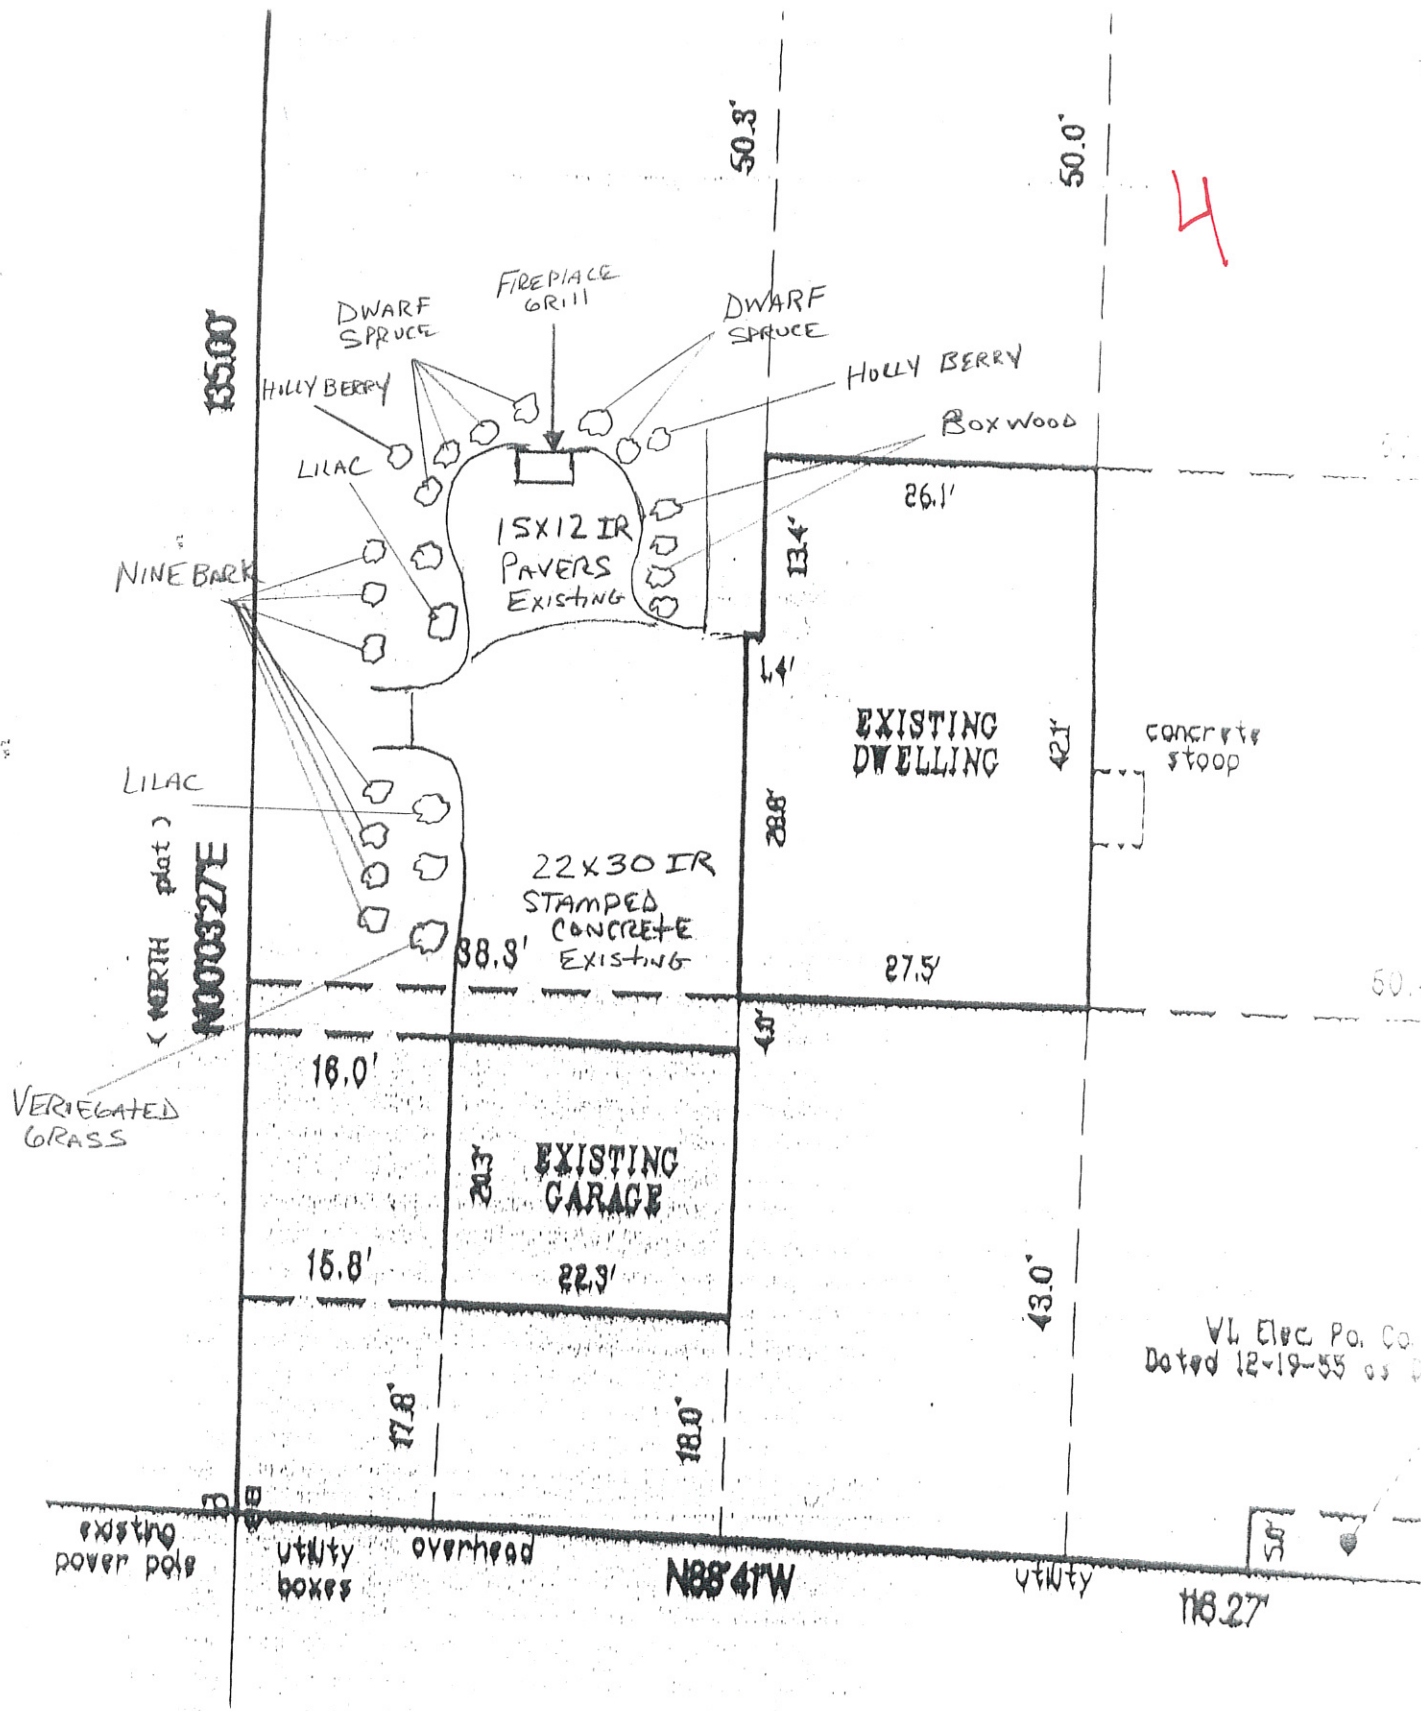 50.3'
50.0'
4
FIREPLACE
GRIll
DWARF
SPRUCE
DWARF
SPRUCE
135.00'
HOLLY BERRY
HOLLY BERRY
BOXWOOD
LILAC
26.1'
15X12 IR
PAVERS
EXISTING
13.4'
NINE BARK
1.4'
EXISTING
DWELLING
42.1'
concrete
stoop
LILAC
28.8'
22X30 IR
STAMPED
CONCRETE
EXISTING
( NORTH plat )
N00°03'27"E
38.3'
27.5'
4.0'
16.0'
VERIEGATED
GRASS
20.3'
EXISTING
GARAGE
15.8'
22.3'
43.0'
VL Elec Po. Co
Dated 12-19-55 as
17.8'
18.0'
existing
power pole
utility
boxes
overhead
N88°41'W
utility
5.0'
118.27'